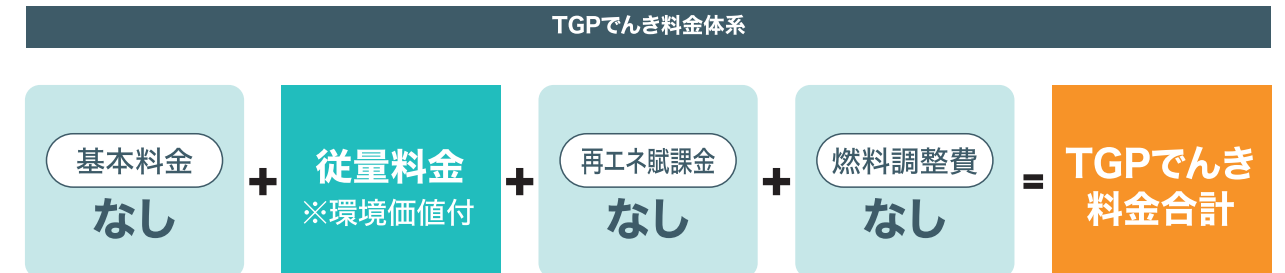 TGPでんき料金体系
基本料金
なし
+
従量料金
※環境価値付
+
再エネ賦課金
なし
+
燃料調整費
なし
=
TGPでんき
料金合計